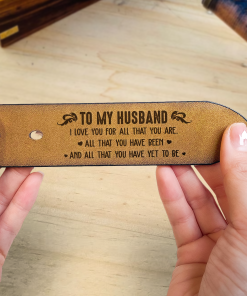 TO MY HUSBAND
I LOVE YOU FOR ALL THAT YOU ARE,
ALL THAT YOU HAVE BEEN
AND ALL THAT YOU HAVE YET TO BE